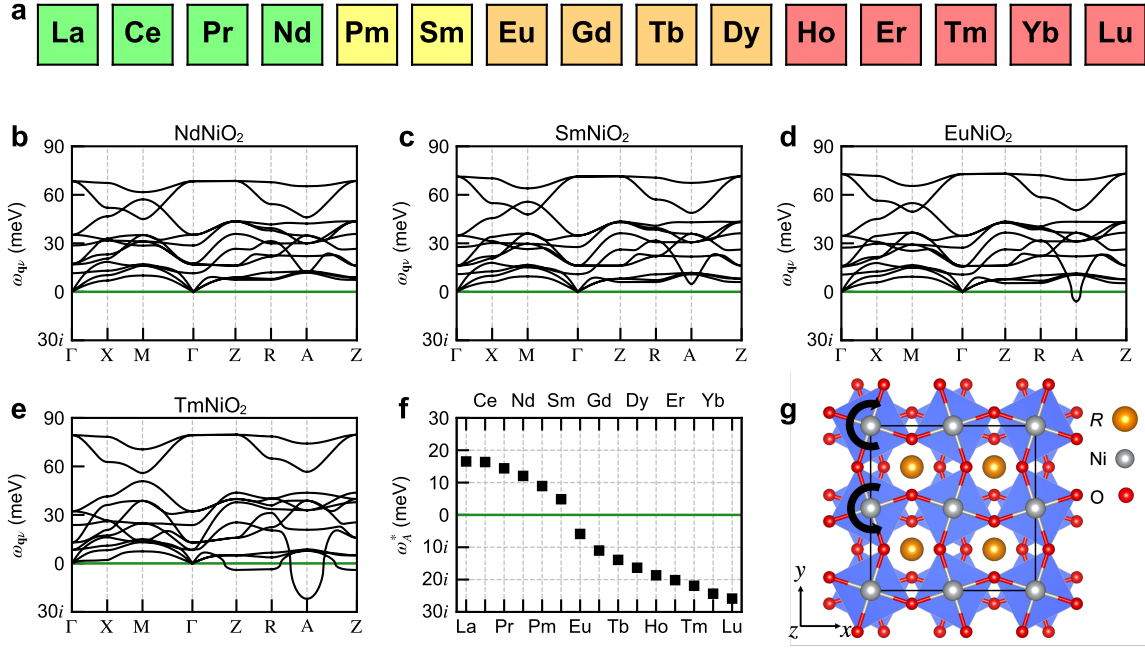 a
La Ce Pr Nd Pm Sm Eu Gd Tb Dy Ho Er Tm Yb Lu
b NdNiO₂
90
60
30
0
30i
ω𝐪ν (meV)
Γ X M Γ Z R A Z
c SmNiO₂
90
60
30
0
30i
ω𝐪ν (meV)
Γ X M Γ Z R A Z
d EuNiO₂
90
60
30
0
30i
ω𝐪ν (meV)
Γ X M Γ Z R A Z
e TmNiO₂
90
60
30
0
30i
ω𝐪ν (meV)
Γ X M Γ Z R A Z
f Ce Nd Sm Gd Dy Er Yb
30
20
10
0
10i
20i
30i
ω*A (meV)
La Pr Pm Eu Tb Ho Tm Lu
g
R
Ni
O
y
z x